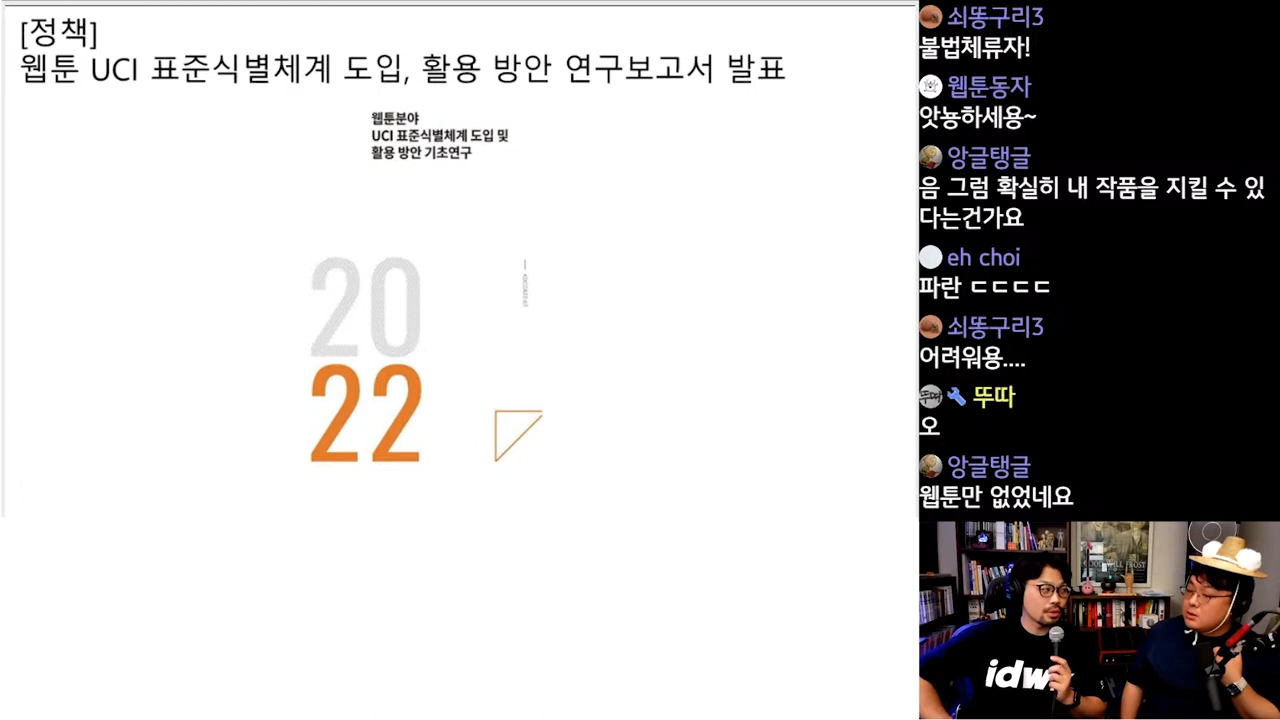 [정책]
웹툰 UCI 표준식별체계 도입, 활용 방안 연구보고서 발표
웹툰분야
UCI 표준식별체계 도입 및
활용 방안 기초연구
20
22
쇠똥구리3
불법체류자!
웹툰동자
앗뇽하세용~
앙글탱글
음 그럼 확실히 내 작품을 지킬 수 있
다는건가요
eh choi
파란 ㄷㄷㄷㄷ
쇠똥구리3
어려워용....
뚜따
뚜따
오
앙글탱글
웹툰만 없었네요
idw